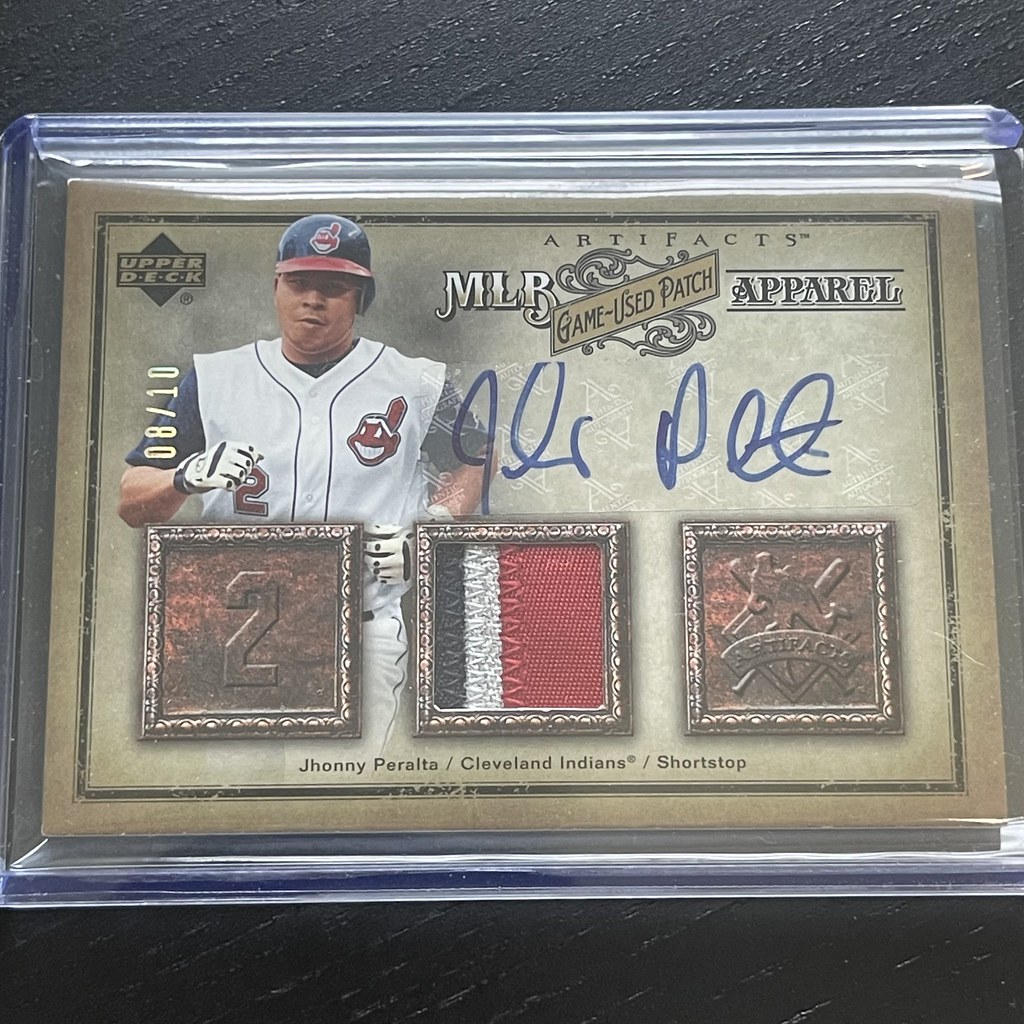 ARTIFACTS™
UPPER
DECK®
MLB GAME-USED PATCH APPAREL
08/10
2
2
ARTIFACTS
Jhonny Peralta / Cleveland Indians® / Shortstop